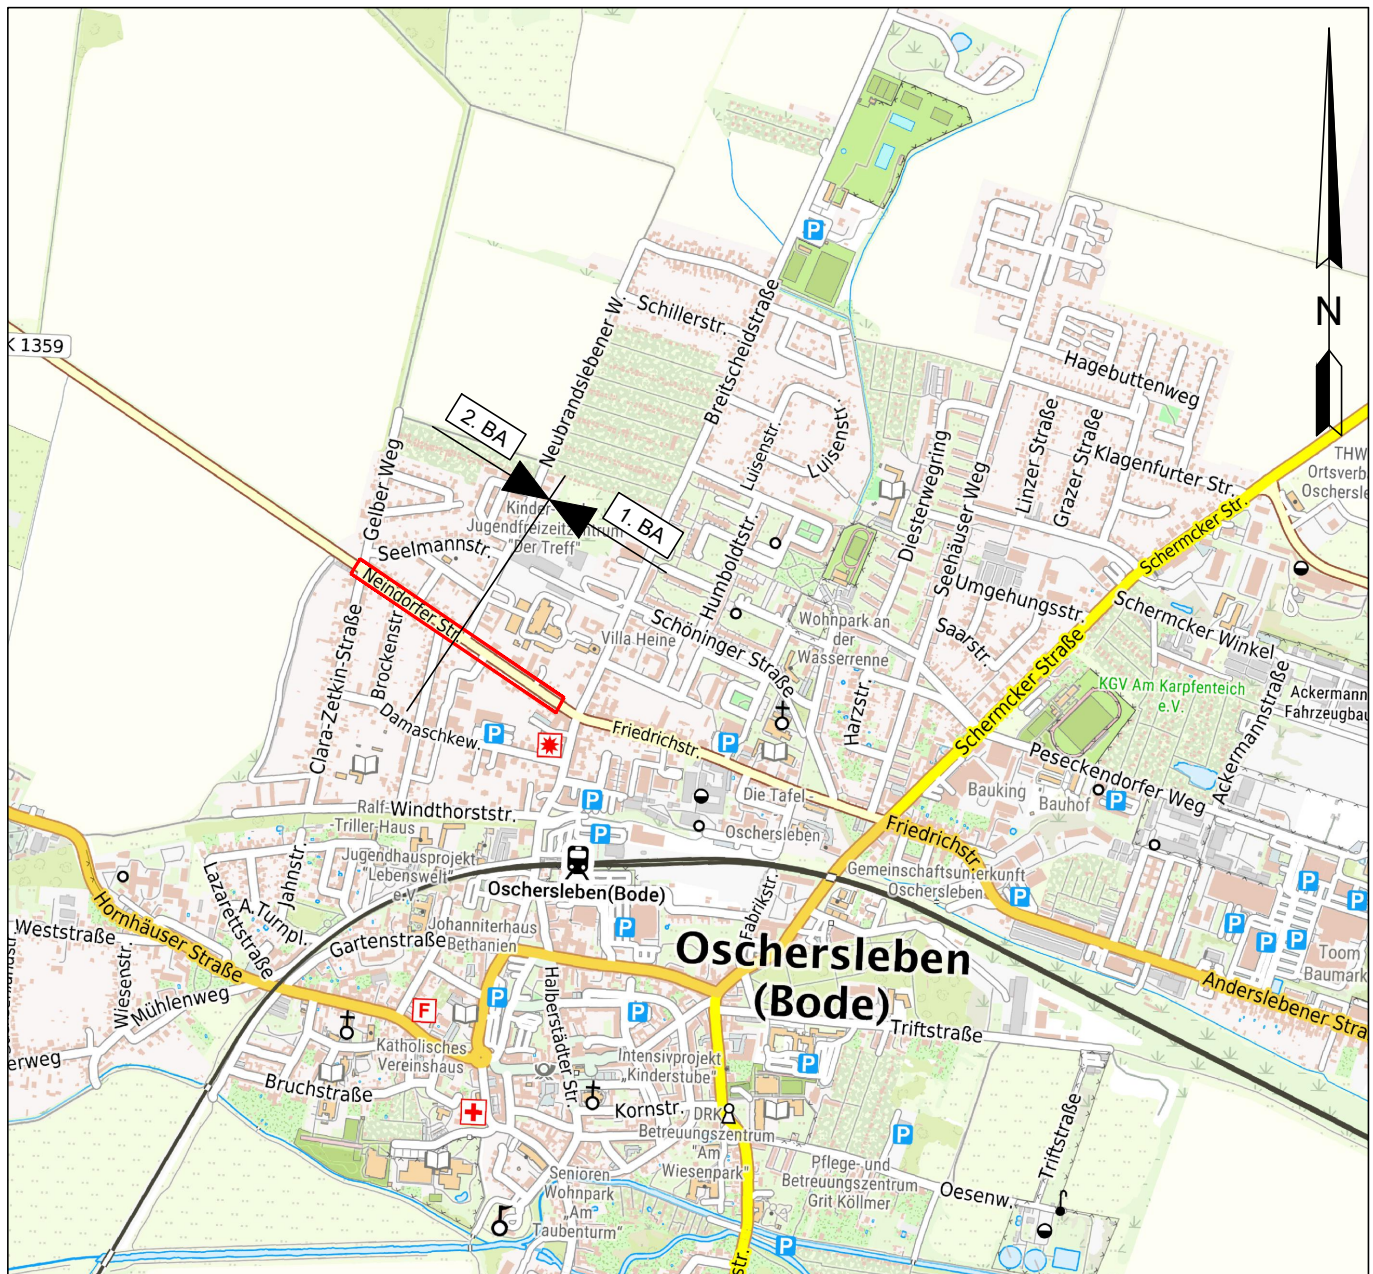 K 1359
N
Schillerstr.
Neubrandslebener W.
Breitscheidstraße
Hagebuttenweg
2. BA
1. BA
Gelber Weg
Luisenstr.
Luisenstr.
Diesterwegring
Seehäuser Weg
Linzer Straße
Grazer Straße
Klagenfurter Str.
THW
Ortsverb
Oschersle
Schermcker Str.
Kinder-
Jugendfreizeitzentrum
"Der Treff"
Seelmannstr.
Humboldtstr.
Neindorfer Str.
Umgehungsstr.
Schermcker Winkel
Clara-Zetkin-Straße
Brockenstr.
Villa Heine
Schöninger Straße
Wohnpark an
der
Wasserrenne
Saarstr.
Schermcker Straße
KGV Am Karpfenteich
e.V.
Ackermannstraße
Ackermann
Fahrzeugbau
Damaschkew.
P
Friedrichstr.
Harzstr.
Peseckendorfer Weg
Die Tafel
Oschersleben
Bauking
Bauhof
Ralf-
Triller-Haus
Windthorststr.
Friedrichstr.
Jugendhausprojekt
"Lebenswelt"
e.V.
Oschersleben(Bode)
Gemeinschaftsunterkunft
Oschersleben
Lazarettstraße
Jahnstr.
A.Turnpl.
Hornhäuser Straße
Weststraße
Wiesenstr.
Mühlenweg
Gartenstraße
Johanniterhaus
Bethanien
Fabrikstr.
Oschersleben
(Bode)
Toom
Baumark
Anderslebener Stra
Halberstädter Str.
F
Katholisches
Vereinshaus
Triftstraße
erweg
Bruchstraße
Intensivprojekt
„Kinderstube"
Kornstr.
DRK
Betreuungszentrum
"Am
Wiesenpark"
Triftstraße
Pflege- und
Betreuungszentrum
Grit Köllmer
Oesenw.
Senioren
Wohnpark
"Am
Taubenturm"
str.